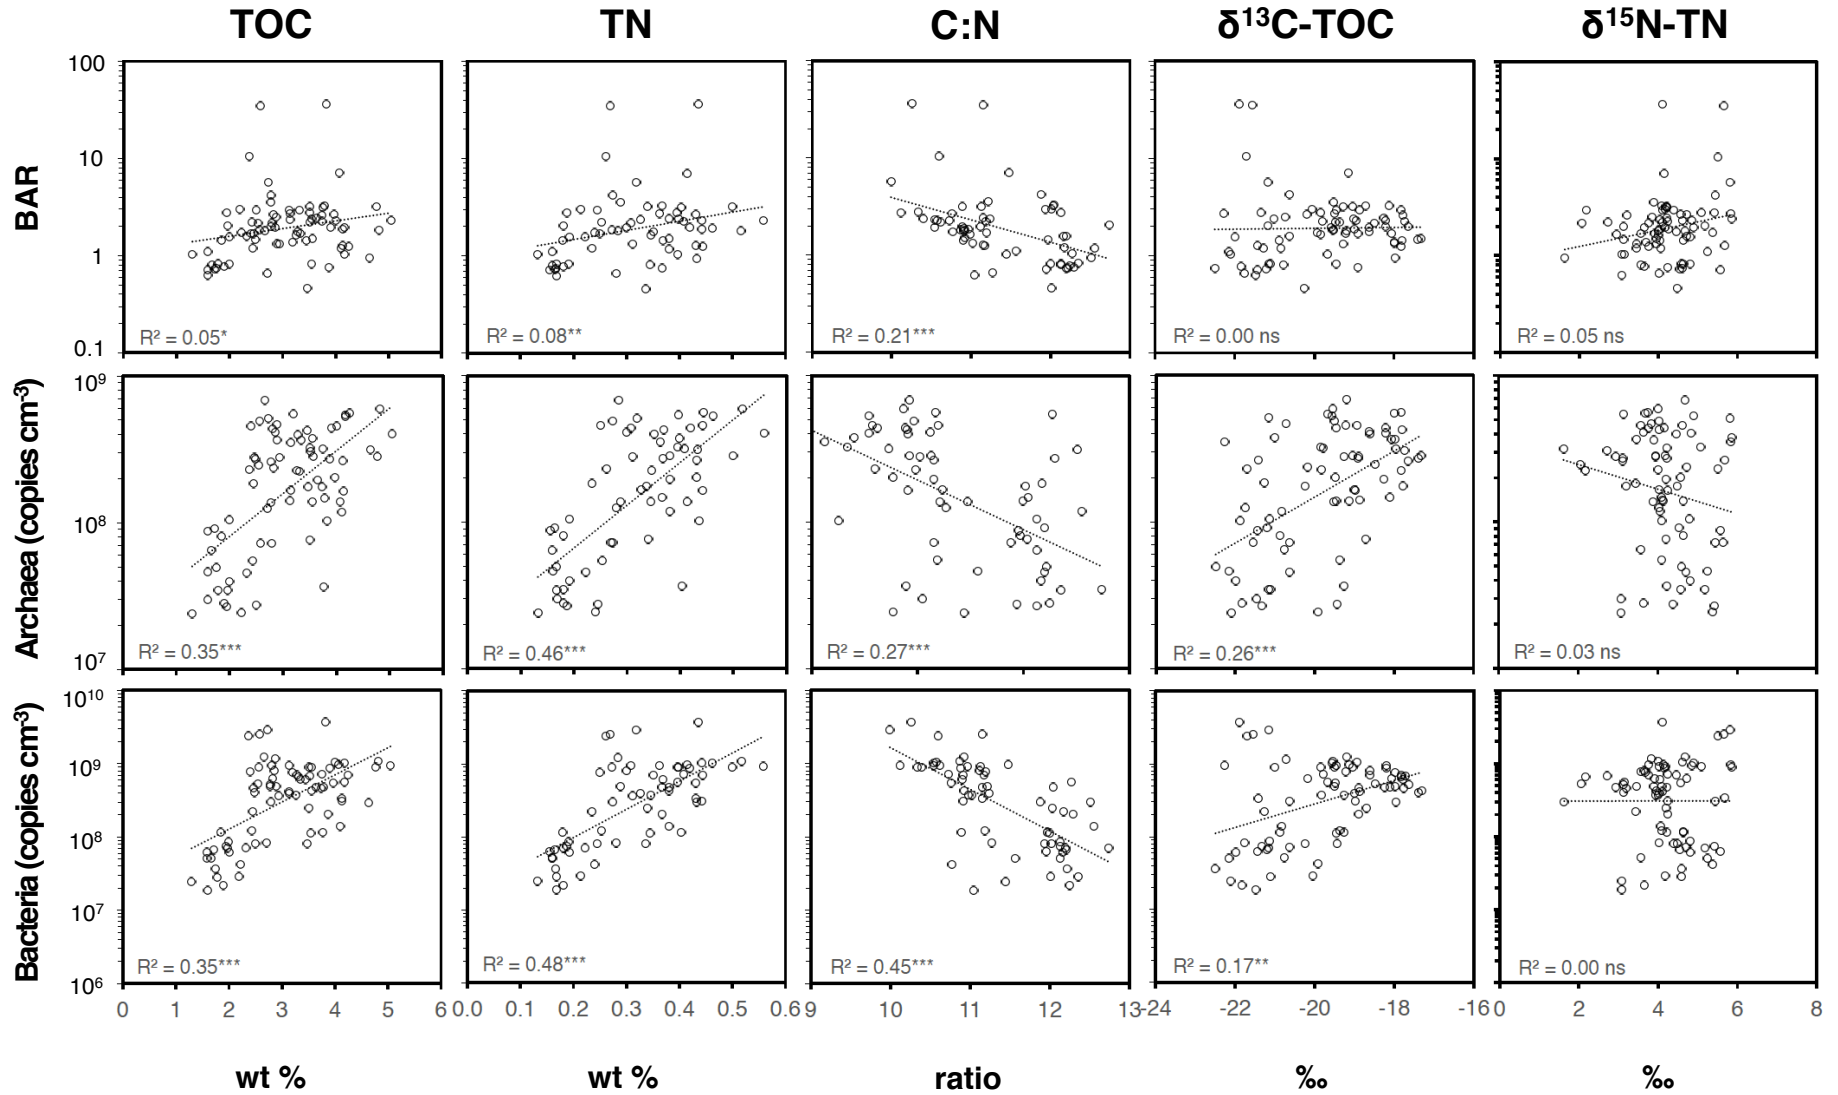 TOC TN C:N δ¹³C-TOC δ¹⁵N-TN
BAR
100
10
1
0.1
R² = 0.05*
R² = 0.08**
R² = 0.21***
R² = 0.00 ns
R² = 0.05 ns
Archaea (copies cm⁻³)
10⁹
10⁸
10⁷
R² = 0.35***
R² = 0.46***
R² = 0.27***
R² = 0.26***
R² = 0.03 ns
Bacteria (copies cm⁻³)
10¹⁰
10⁹
10⁸
10⁷
10⁶
R² = 0.35***
R² = 0.48***
R² = 0.45***
R² = 0.17**
R² = 0.00 ns
0 1 2 3 4 5 6
0.0 0.1 0.2 0.3 0.4 0.5 0.6
9 10 11 12 13
-24 -22 -20 -18 -16
0 2 4 6 8
wt % wt % ratio ‰ ‰